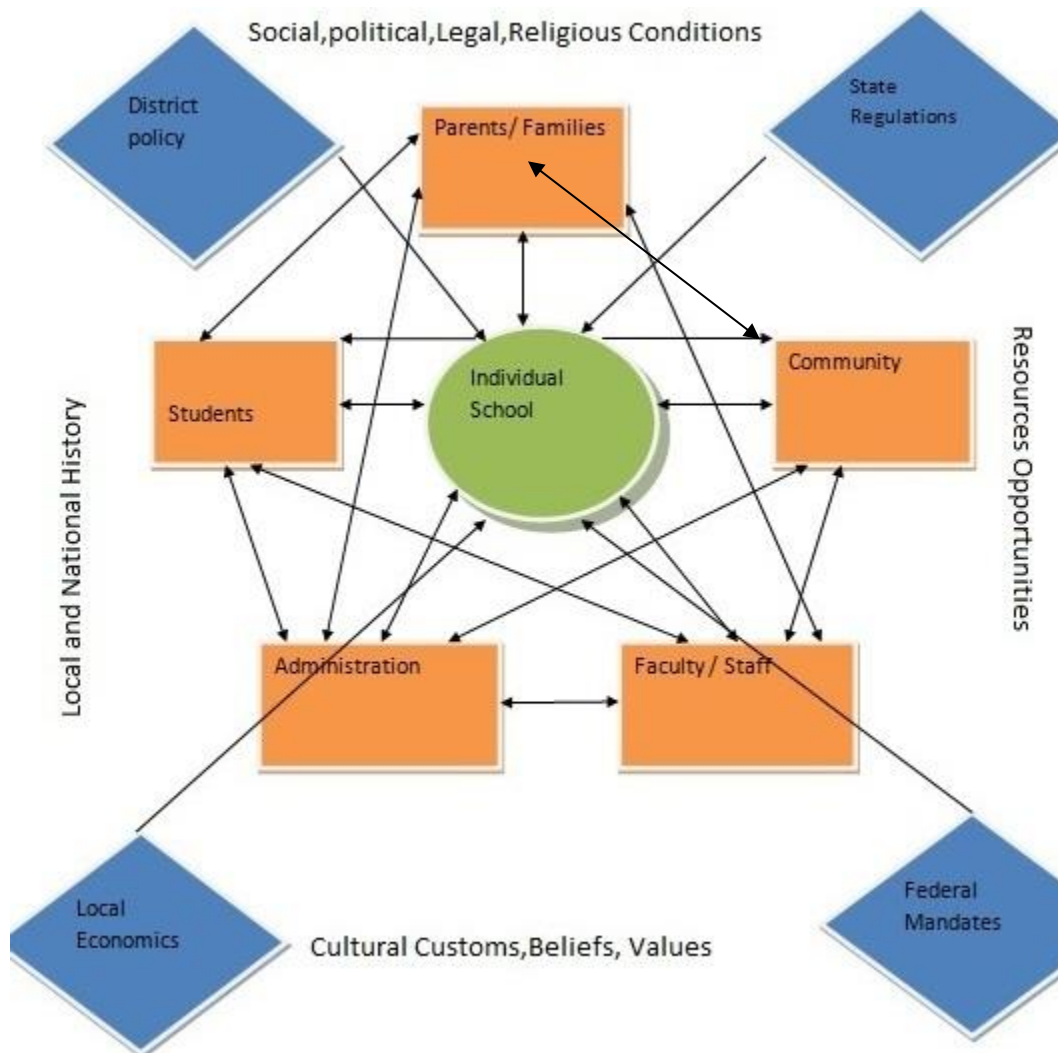 Social,political,Legal,Religious Conditions
District
policy
State
Regulations
Parents/ Families
Individual
School
Community
Students
Local and National History
Resources Opportunities
Administration
Faculty / Staff
Local
Economics
Federal
Mandates
Cultural Customs,Beliefs, Values